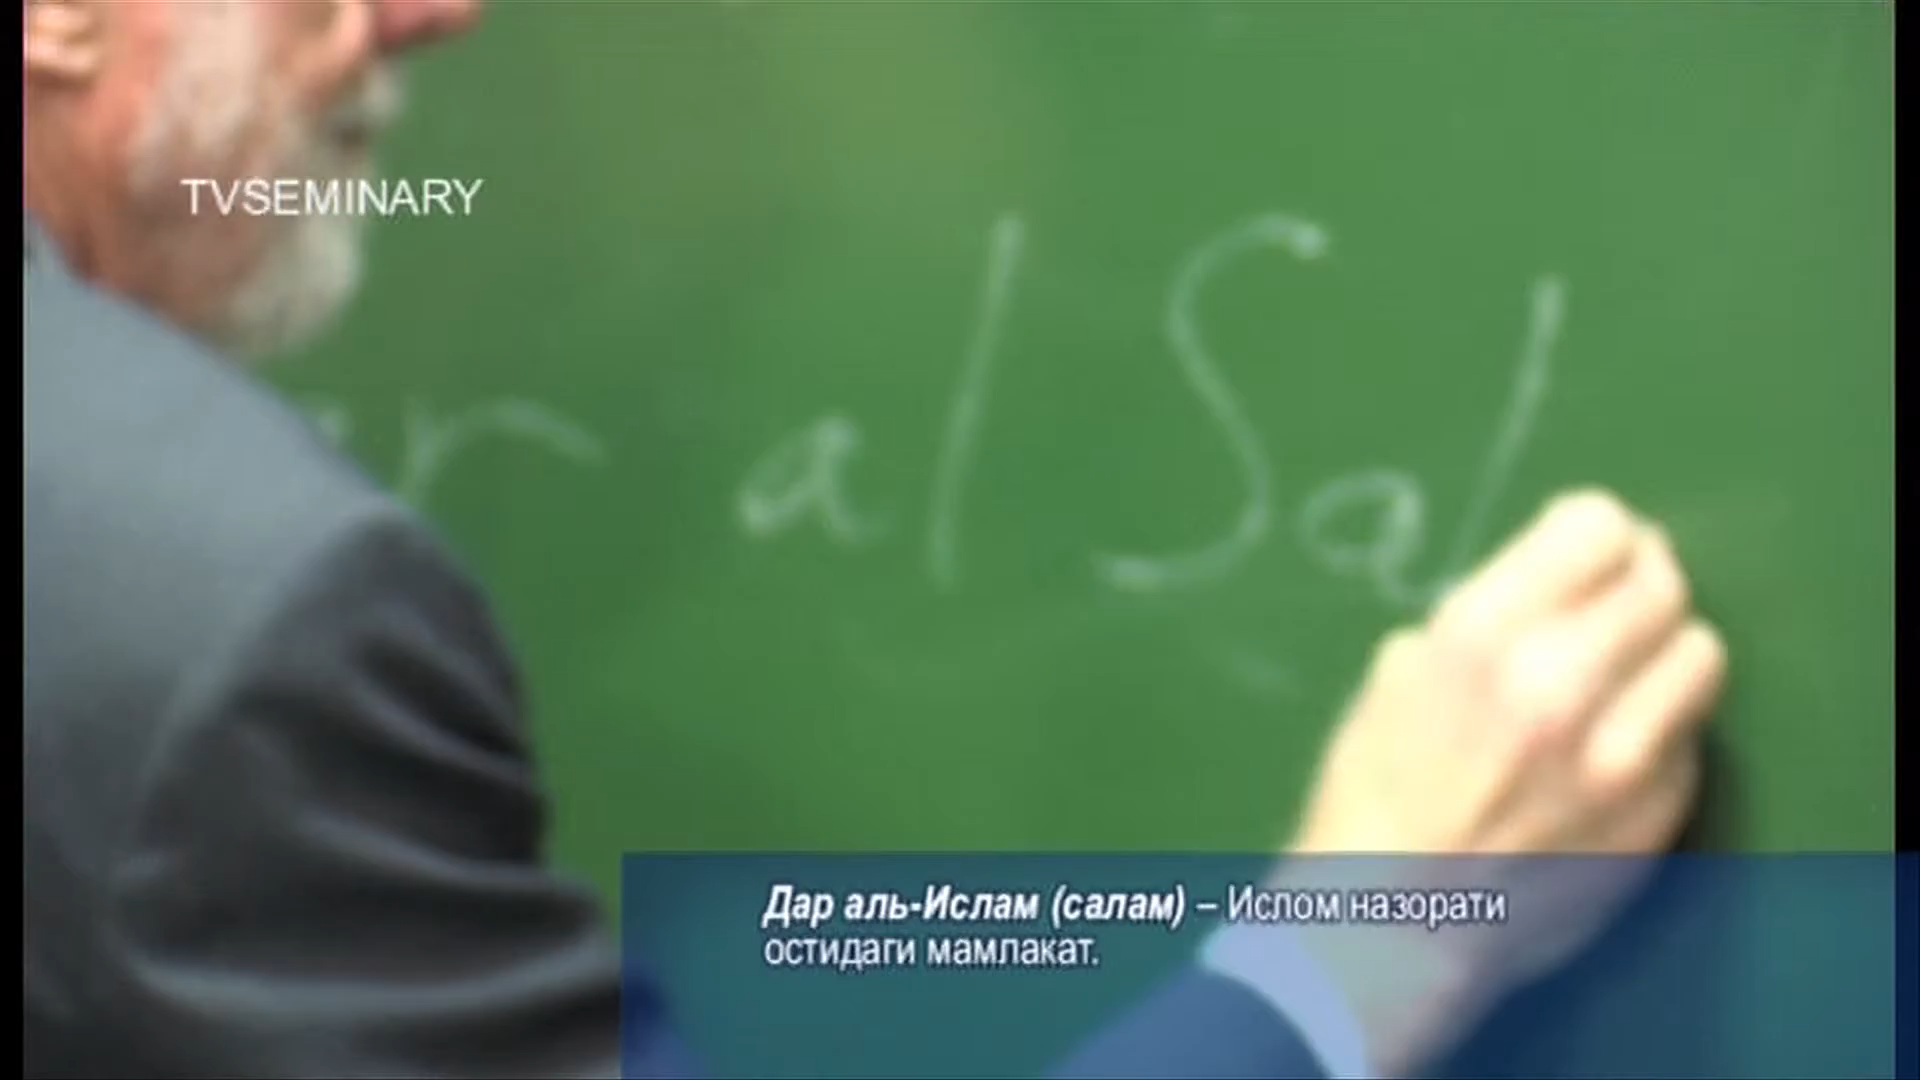 TVSEMINARY
r al Sal
Дар аль-Ислам (салам) – Ислом назорати
остидаги мамлакат.